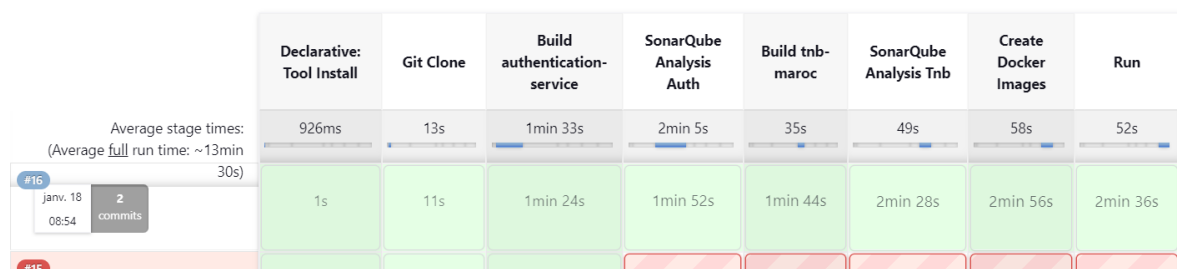 Declarative: Tool Install
Git Clone
Build authentication-service
SonarQube Analysis Auth
Build tnb-maroc
SonarQube Analysis Tnb
Create Docker Images
Run
Average stage times:
(Average full run time: ~13min 30s)
926ms
13s
1min 33s
2min 5s
35s
49s
58s
52s
#16
janv. 18
08:54
2
commits
1s
11s
1min 24s
1min 52s
1min 44s
2min 28s
2min 56s
2min 36s
#15